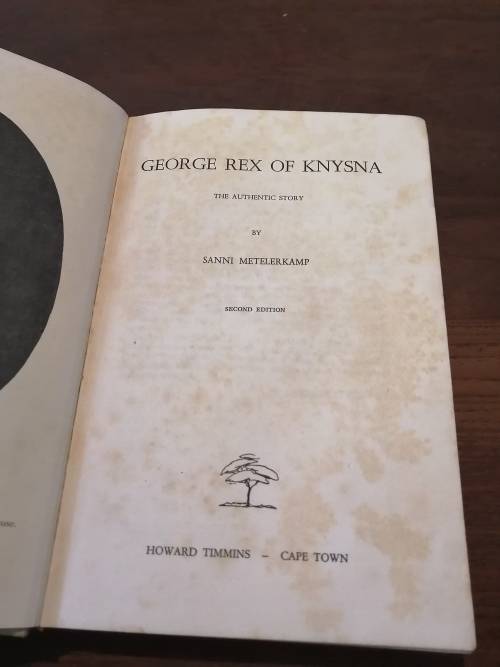 GEORGE REX OF KNYSNA
THE AUTHENTIC STORY
BY
SANNI METELERKAMP
SECOND EDITION
HOWARD TIMMINS – CAPE TOWN